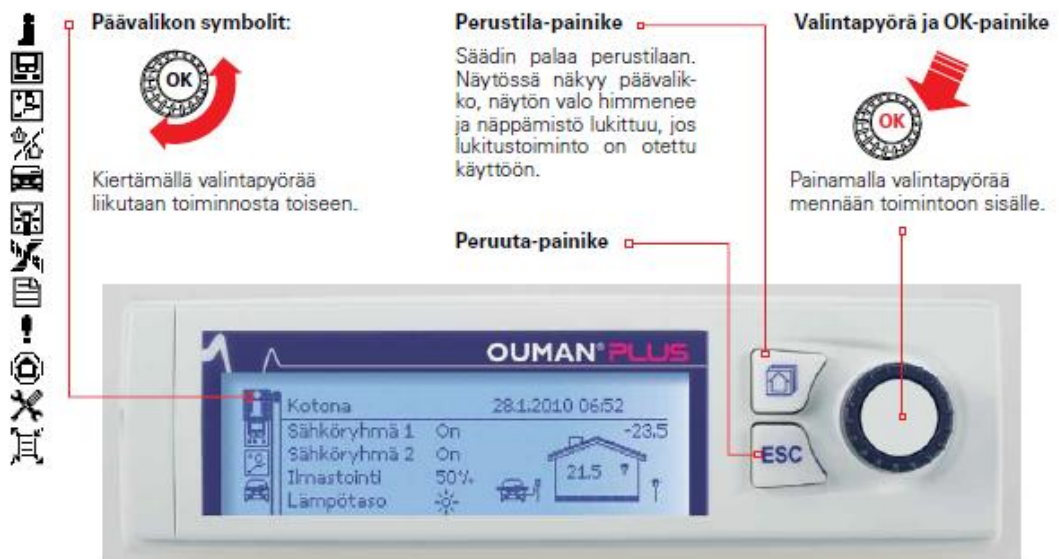 Päävalikon symbolit:
OK
Kiertämällä valintapyörää
liikutaan toiminnosta toiseen.
Perustila-painike
Säädin palaa perustilaan.
Näytössä näkyy päävalik-
ko, näytön valo himmenee
ja näppämistö lukittuu, jos
lukitustoiminto on otettu
käyttöön.
Peruuta-painike
Valintapyörä ja OK-painike
OK
Painamalla valintapyörää
mennään toimintoon sisälle.
OUMAN® PLUS
Kotona 28.1.2010 06:52
Sähköryhmä 1 On -23.5
Sähköryhmä 2 On
Ilmastointi 50% 21.5
Lämpötaso
ESC